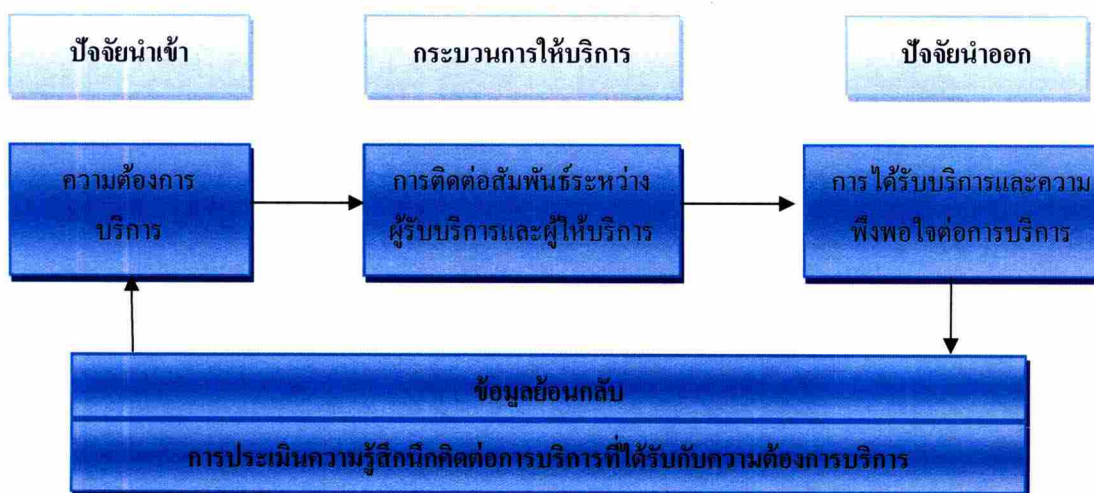 ปัจจัยนำเข้า
กระบวนการให้บริการ
ปัจจัยนำออก
ความต้องการ
บริการ
การติดต่อสัมพันธ์ระหว่าง
ผู้รับบริการและผู้ให้บริการ
การได้รับบริการและความ
พึงพอใจต่อการบริการ
ข้อมูลย้อนกลับ
การประเมินความรู้สึกนึกคิดต่อการบริการที่ได้รับกับความต้องการบริการ